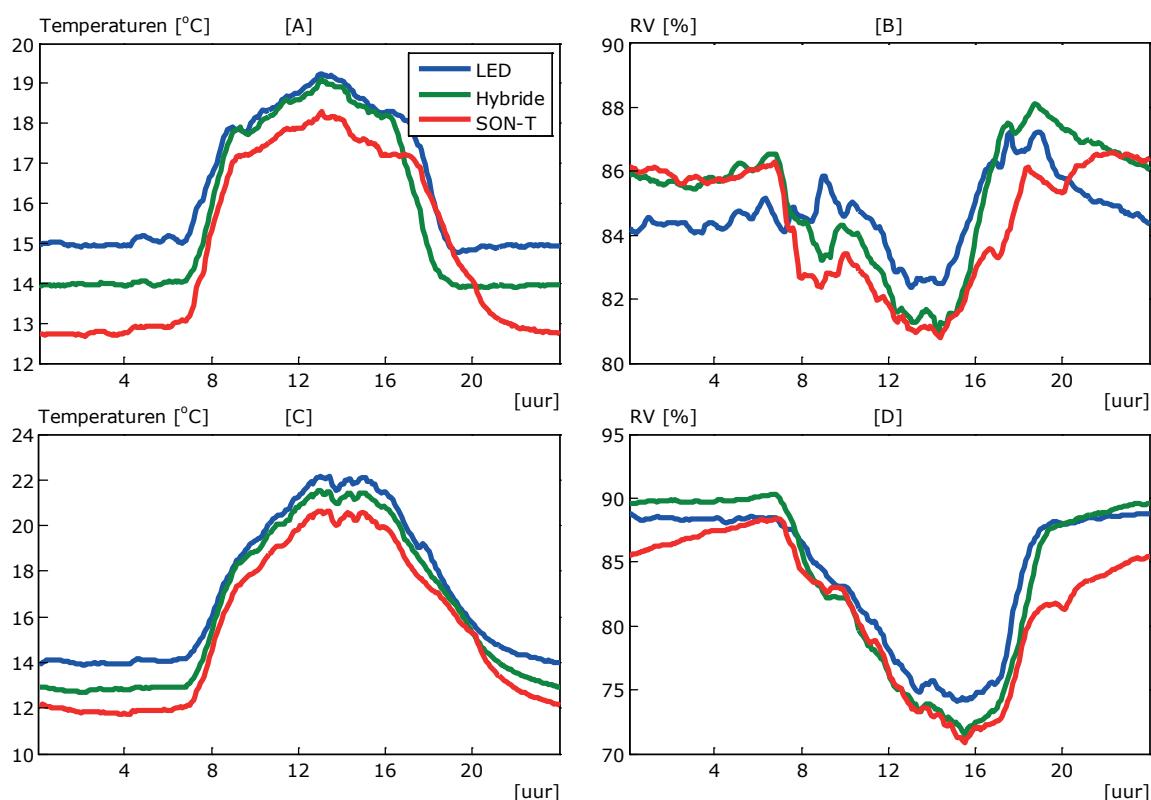 Temperaturen [°C] [A]
20
19
18
17
16
15
14
13
12
4 8 12 16 20
[uur]
LED
Hybride
SON-T
RV [%] [B]
90
88
86
84
82
80
4 8 12 16 20
[uur]
Temperaturen [°C] [C]
24
22
20
18
16
14
12
10
4 8 12 16 20
[uur]
RV [%] [D]
95
90
85
80
75
70
4 8 12 16 20
[uur]